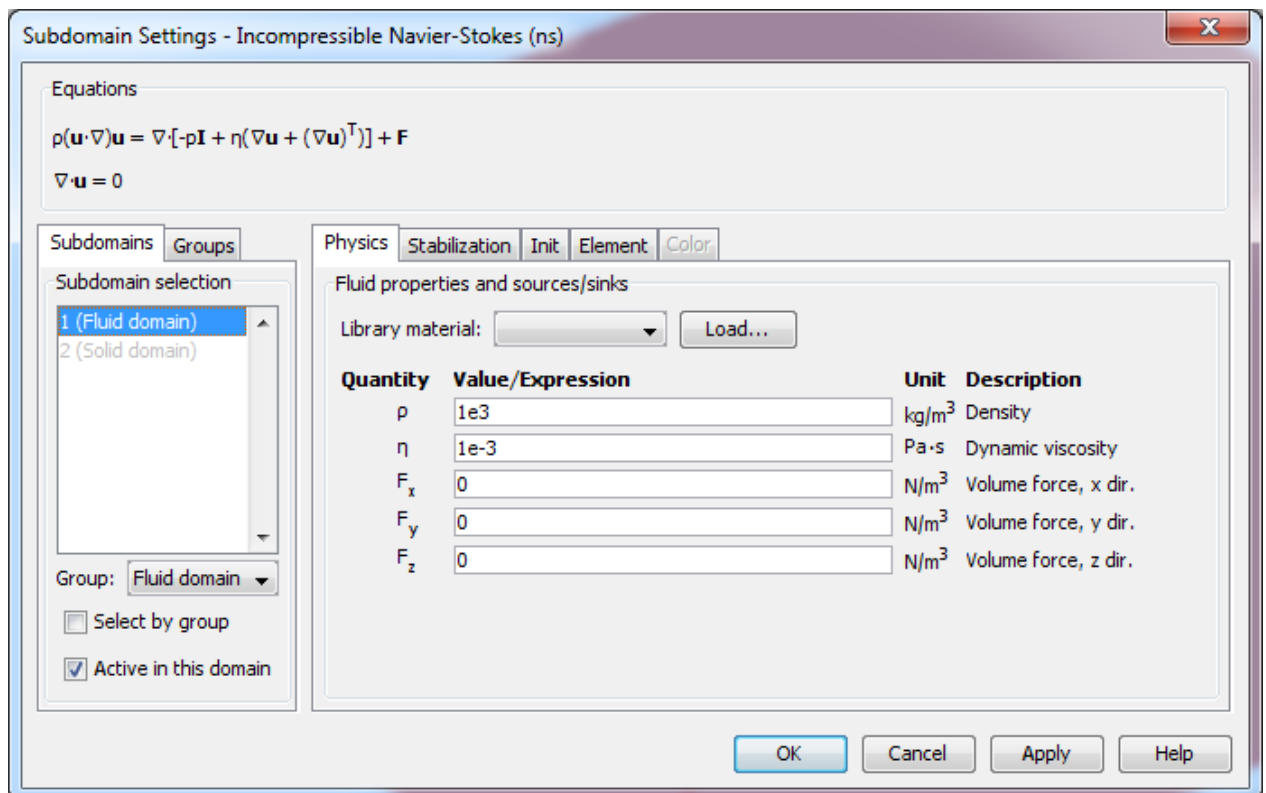 Subdomain Settings - Incompressible Navier-Stokes (ns)
Equations
ρ(u·∇)u = ∇·[-pI + η(∇u + (∇u)ᵀ)] + F
∇·u = 0
Subdomains Groups
Subdomain selection
1 (Fluid domain)
2 (Solid domain)
Group: Fluid domain
Select by group
Active in this domain
Physics Stabilization Init Element Color
Fluid properties and sources/sinks
Library material: Load...
Quantity Value/Expression Unit Description
ρ 1e3 kg/m³ Density
η 1e-3 Pa·s Dynamic viscosity
Fₓ 0 N/m³ Volume force, x dir.
F_y 0 N/m³ Volume force, y dir.
F_z 0 N/m³ Volume force, z dir.
OK Cancel Apply Help